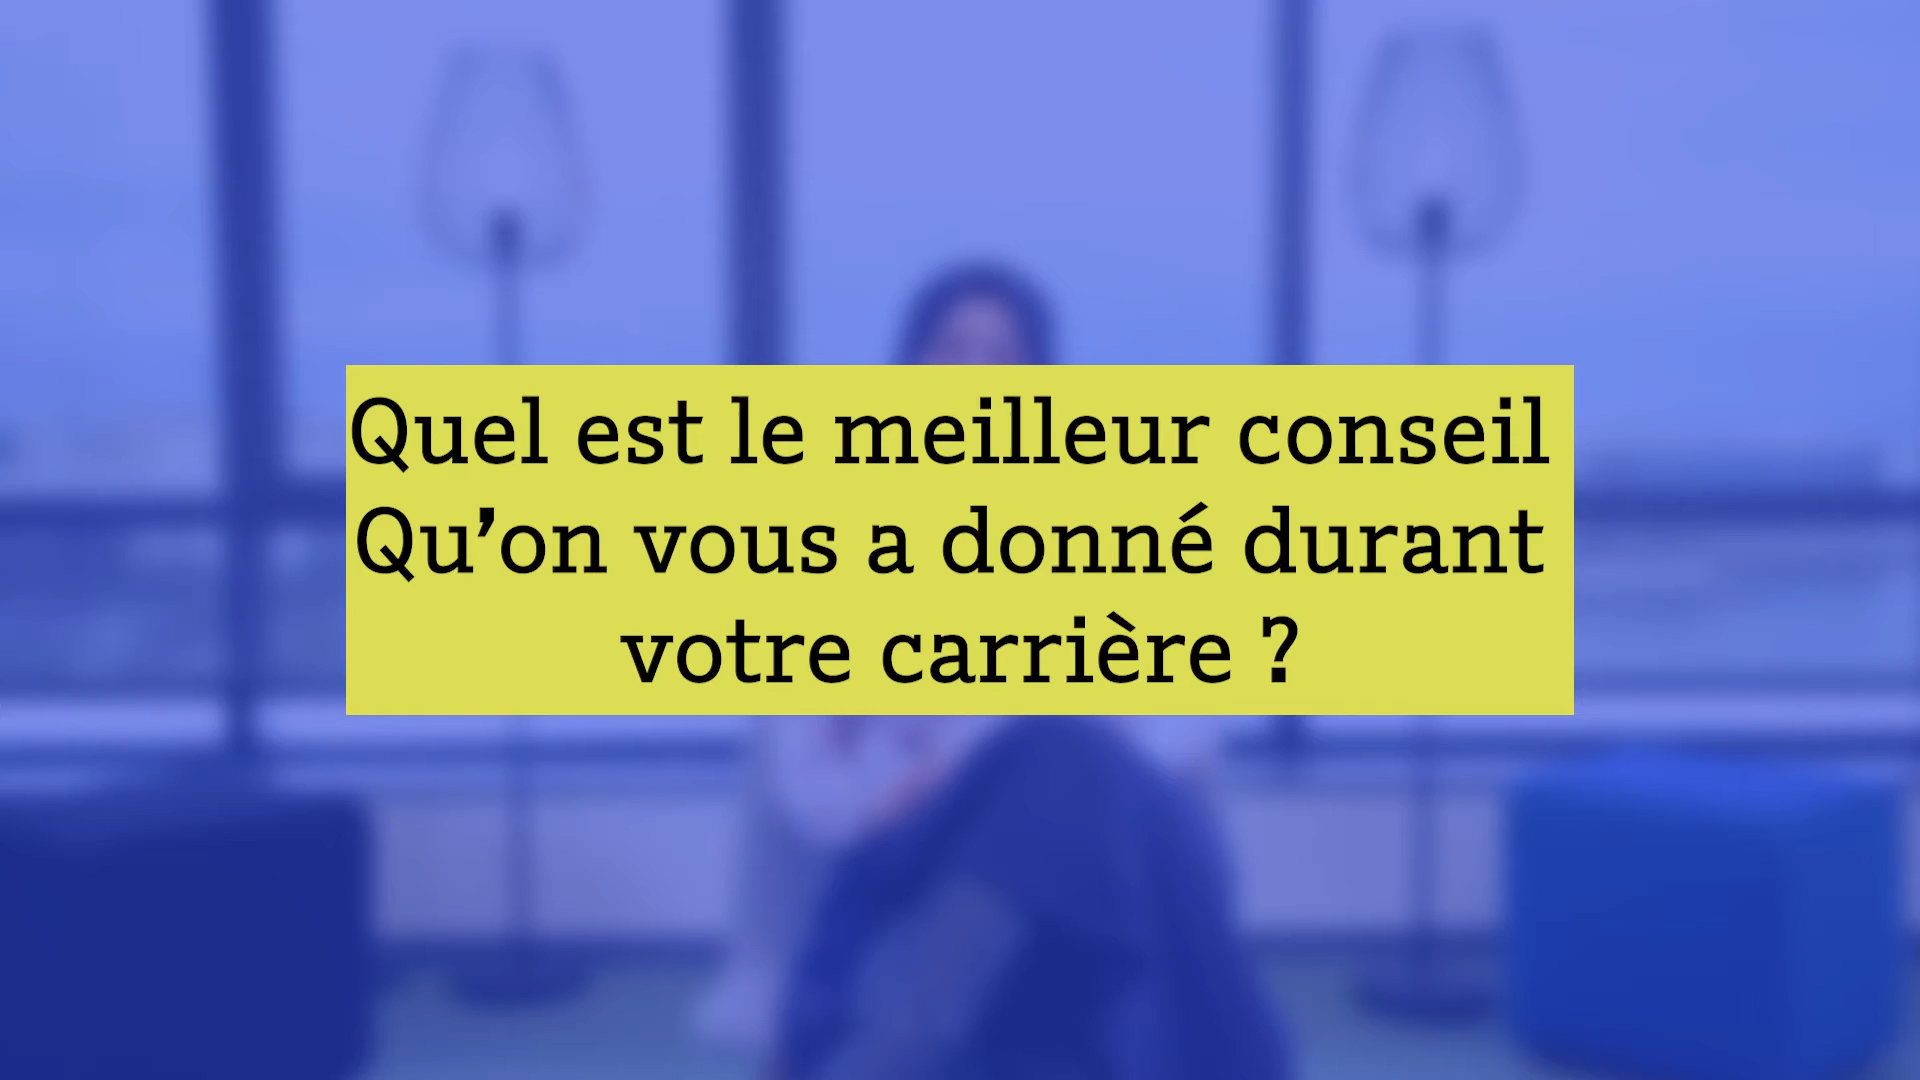 Quel est le meilleur conseil
Qu’on vous a donné durant
votre carrière ?